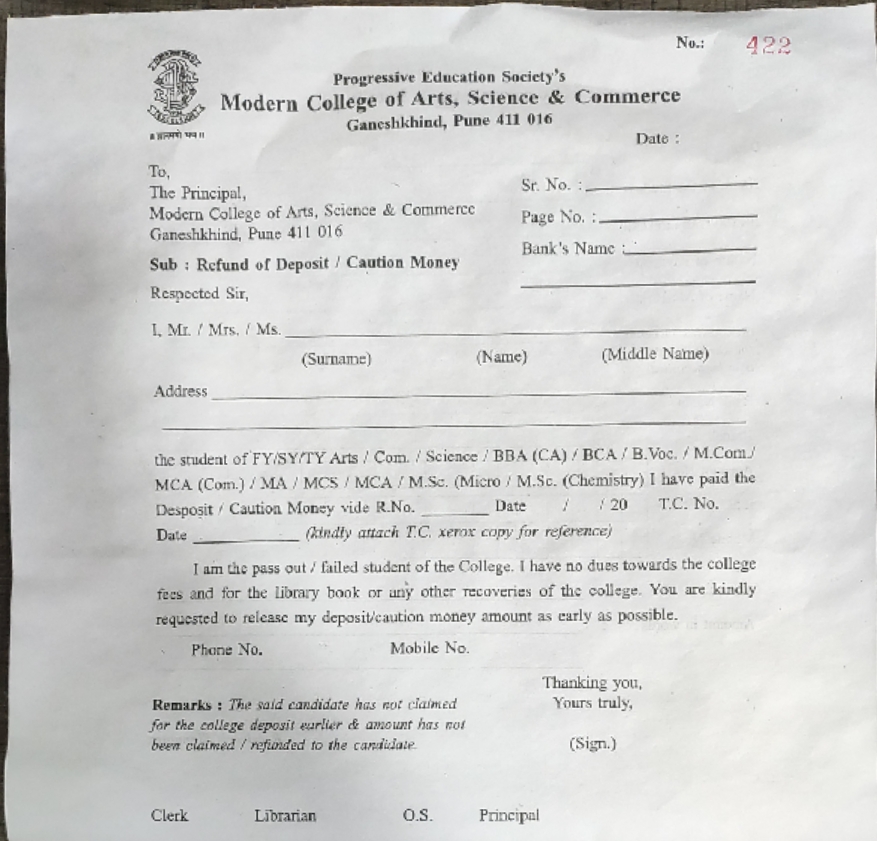 No.: 422
Progressive Education Society's
Modern College of Arts, Science & Commerce
Ganeshkhind, Pune 411 016
Date :
To,
The Principal,
Modern College of Arts, Science & Commerce
Ganeshkhind, Pune 411 016
Sr. No. :
Page No. :
Bank's Name :
Sub : Refund of Deposit / Caution Money
Respected Sir,
I, Mr. / Mrs. / Ms.
(Surname) (Name) (Middle Name)
Address
the student of FY/SY/TY Arts / Com. / Science / BBA (CA) / BCA / B.Voc. / M.Com./
MCA (Com.) / MA / MCS / MCA / M.Sc. (Micro / M.Sc. (Chemistry) I have paid the
Desposit / Caution Money vide R.No. ________ Date / / 20 T.C. No.
Date ____________ (kindly attach T.C. xerox copy for reference)
I am the pass out / failed student of the College. I have no dues towards the college
fees and for the library book or any other recoveries of the college. You are kindly
requested to release my deposit/caution money amount as early as possible.
Phone No. Mobile No.
Thanking you,
Yours truly,
(Sign.)
Remarks : The said candidate has not claimed
for the college deposit earlier & amount has not
been claimed / refunded to the candidate.
Clerk Librarian O.S. Principal